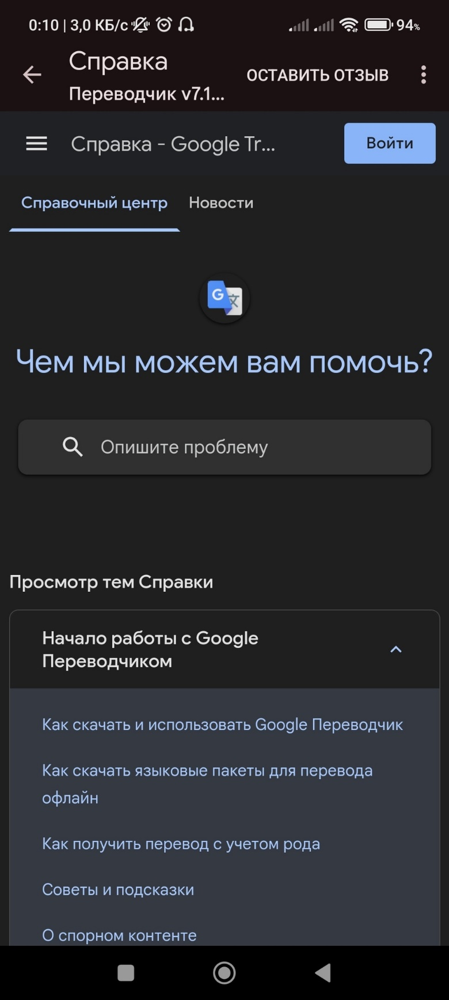 0:10 | 3,0 КБ/с 94%
Справка
Переводчик v7.1...
ОСТАВИТЬ ОТЗЫВ
Справка - Google Tr...
Войти
Справочный центр Новости
G 文
Чем мы можем вам помочь?
Опишите проблему
Просмотр тем Справки
Начало работы с Google
Переводчиком
Как скачать и использовать Google Переводчик
Как скачать языковые пакеты для перевода
офлайн
Как получить перевод с учетом рода
Советы и подсказки
О спорном контенте